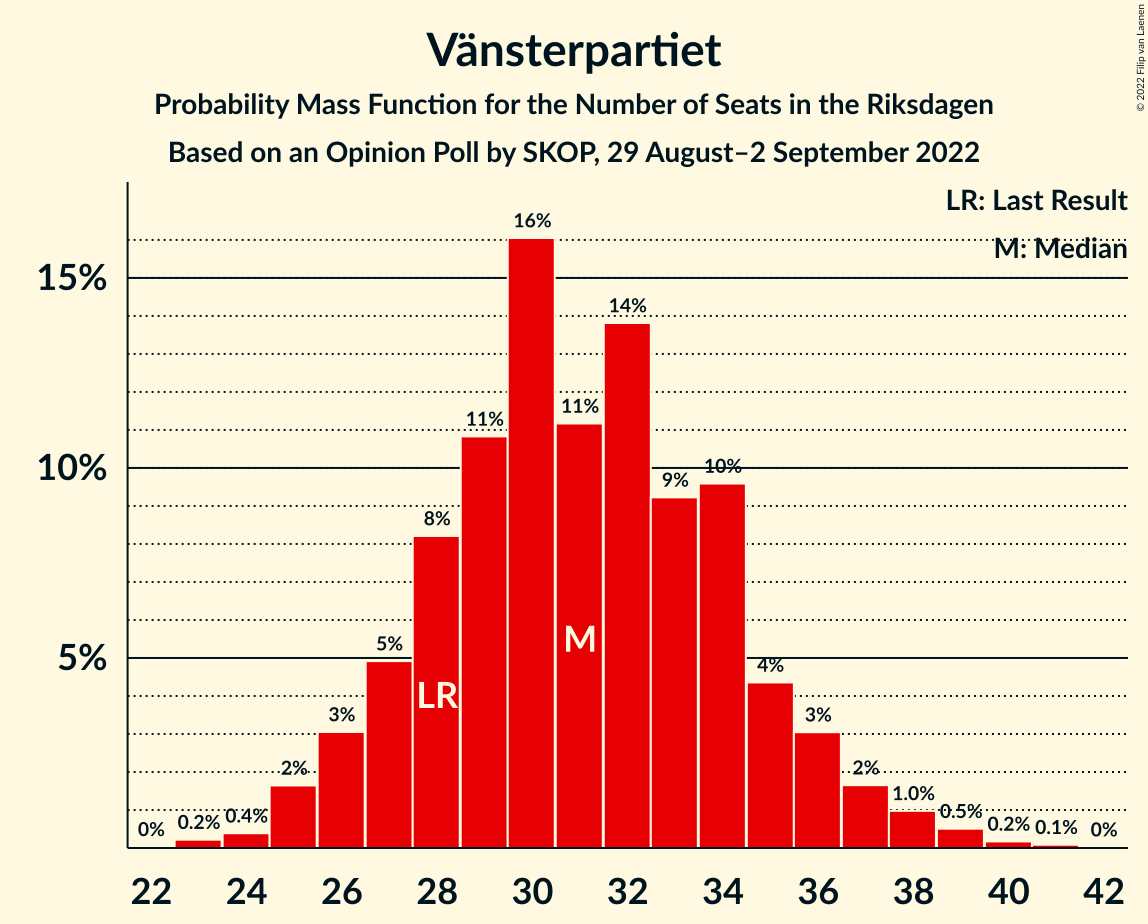 Vänsterpartiet
Probability Mass Function for the Number of Seats in the Riksdagen
Based on an Opinion Poll by SKOP, 29 August–2 September 2022
© 2022 Filip van Laenen
LR: Last Result
M: Median
15%
10%
5%
0%
0.2%
0.4%
2%
3%
5%
8%
11%
16%
11%
14%
9%
10%
4%
3%
2%
1.0%
0.5%
0.2%
0.1%
0%
LR
M
22 24 26 28 30 32 34 36 38 40 42